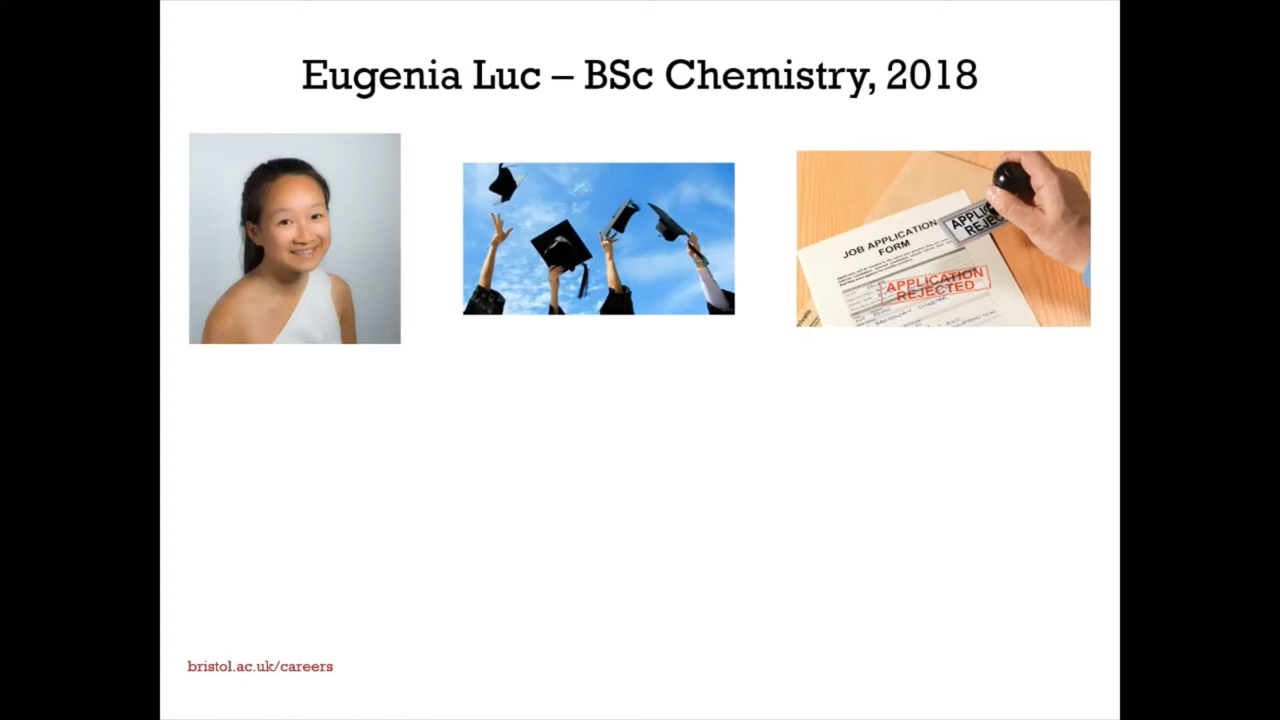 Eugenia Luc – BSc Chemistry, 2018
JOB APPLICATION
FORM
APPLICATION
REJECTED
bristol.ac.uk/careers